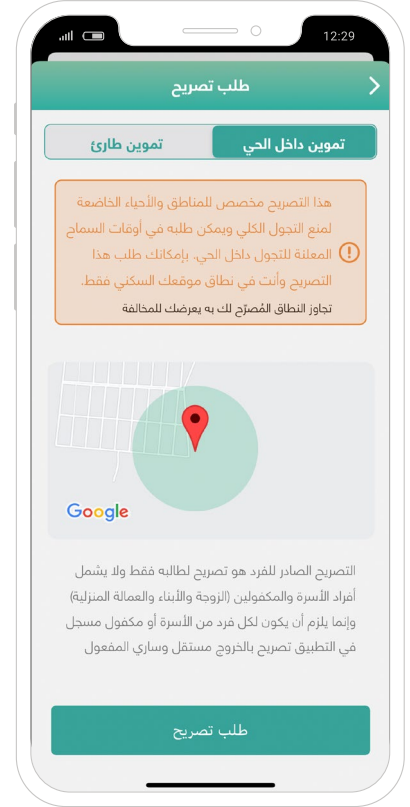 12:29
طلب تصريح
تموين داخل الحي
تموين طارئ
هذا التصريح مخصص للمناطق والأحياء الخاضعة
لمنع التجول الكلي ويمكن طلبه في أوقات السماح
المعلنة للتجول داخل الحي. بإمكانك طلب هذا
التصريح وأنت في نطاق موقعك السكني فقط.
تجاوز النطاق المُصرّح لك به يعرضك للمخالفة
Google
التصريح الصادر للفرد هو تصريح لطالبه فقط ولا يشمل
أفراد الأسرة والمكفولين (الزوجة والأبناء والعمالة المنزلية)
وإنما يلزم أن يكون لكل فرد من الأسرة أو مكفول مسجل
في التطبيق تصريح بالخروج مستقل وساري المفعول
طلب تصريح